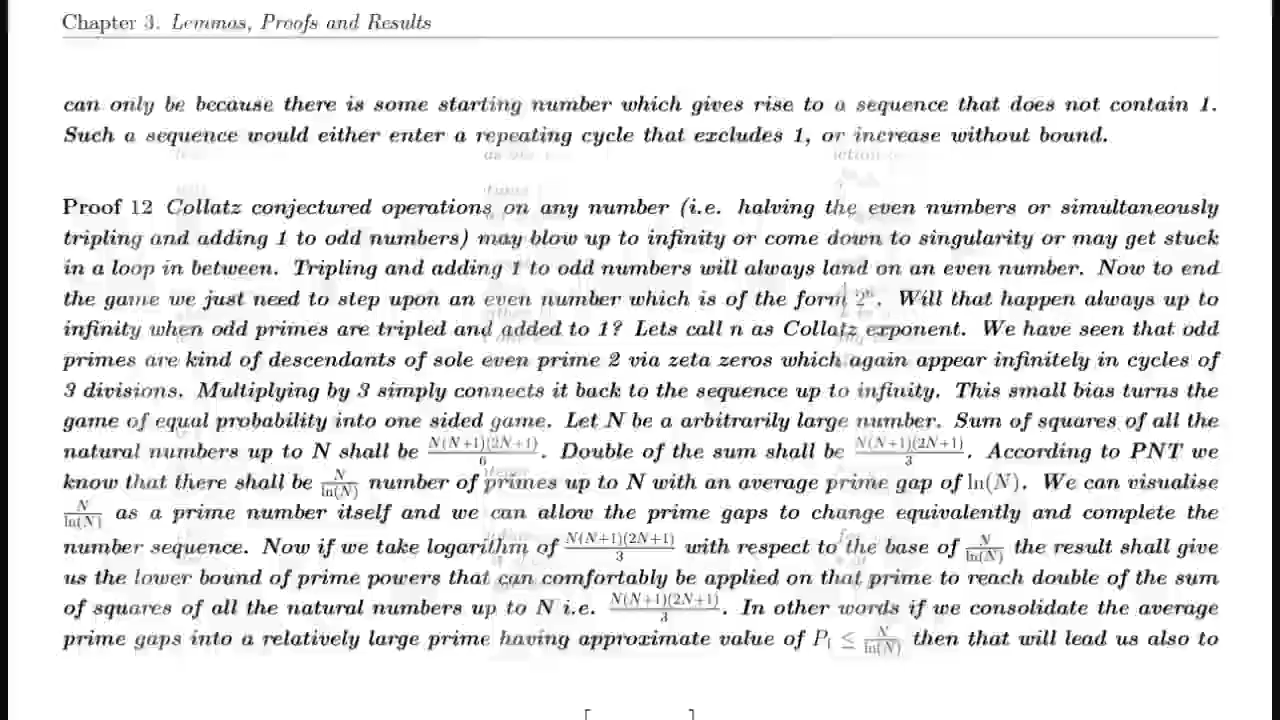 Chapter 3. Lemmas, Proofs and Results
can only be because there is some starting number which gives rise to a sequence that does not contain 1.
Such a sequence would either enter a repeating cycle that excludes 1, or increase without bound.
Proof 12 Collatz conjectured operations on any number (i.e. halving the even numbers or simultaneously
tripling and adding 1 to odd numbers) may blow up to infinity or come down to singularity or may get stuck
in a loop in between. Tripling and adding 1 to odd numbers will always land on an even number. Now to end
the game we just need to step upon an even number which is of the form 2ⁿ. Will that happen always up to
infinity when odd primes are tripled and added to 1? Lets call n as Collatz exponent. We have seen that odd
primes are kind of descendants of sole even prime 2 via zeta zeros which again appear infinitely in cycles of
3 divisions. Multiplying by 3 simply connects it back to the sequence up to infinity. This small bias turns the
game of equal probability into one sided game. Let N be a arbitrarily large number. Sum of squares of all the
natural numbers up to N shall be N(N+1)(2N+1)/6. Double of the sum shall be N(N+1)(2N+1)/3. According to PNT we
know that there shall be N/ln(N) number of primes up to N with an average prime gap of ln(N). We can visualise
N/ln(N) as a prime number itself and we can allow the prime gaps to change equivalently and complete the
number sequence. Now if we take logarithm of N(N+1)(2N+1)/3 with respect to the base of N/ln(N) the result shall give
us the lower bound of prime powers that can comfortably be applied on that prime to reach double of the sum
of squares of all the natural numbers up to N i.e. N(N+1)(2N+1)/3. In other words if we consolidate the average
prime gaps into a relatively large prime having approximate value of P₁ ≤ N/ln(N) then that will lead us also to